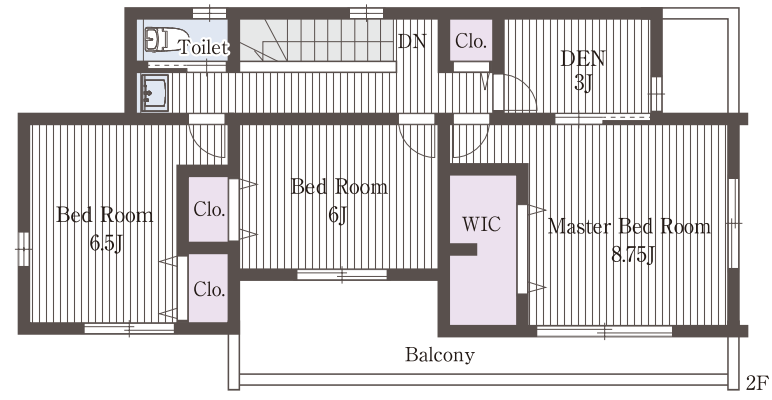 Toilet
DN
Clo.
DEN
3J
Bed Room
6.5J
Clo.
Clo.
Bed Room
6J
WIC
Master Bed Room
8.75J
Balcony
2F